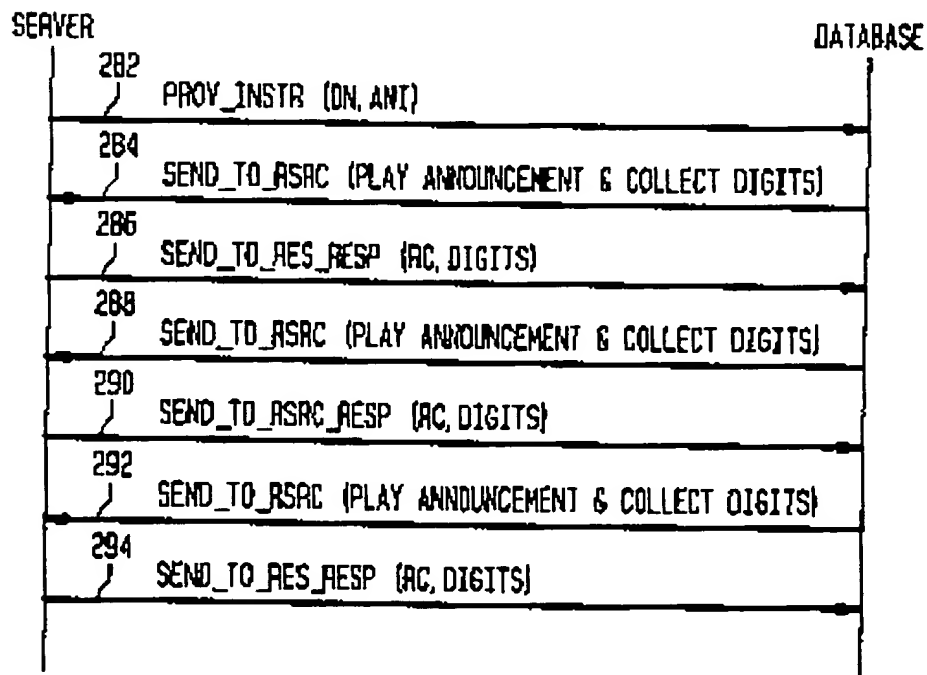 SERVER
DATABASE
282
PROV_INSTR (DN, ANI)
284
SEND_TO_RSRC (PLAY ANNOUNCEMENT & COLLECT DIGITS)
286
SEND_TO_RES_RESP (RC, DIGITS)
288
SEND_TO_RSRC (PLAY ANNOUNCEMENT & COLLECT DIGITS)
290
SEND_TO_RSRC_RESP (RC, DIGITS)
292
SEND_TO_RSRC (PLAY ANNOUNCEMENT & COLLECT DIGITS)
294
SEND_TO_RES_RESP (RC, DIGITS)